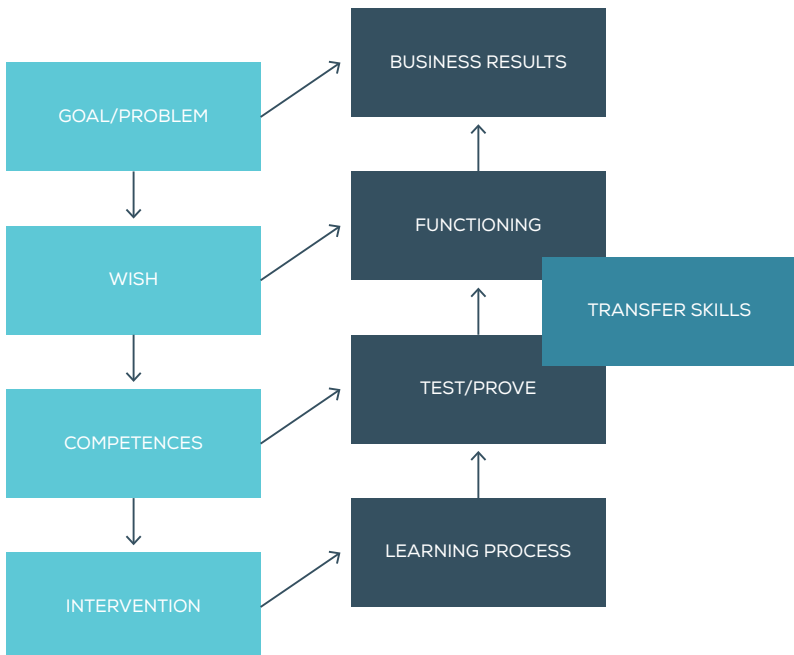 BUSINESS RESULTS
GOAL/PROBLEM
FUNCTIONING
WISH
TRANSFER SKILLS
TEST/PROVE
COMPETENCES
LEARNING PROCESS
INTERVENTION